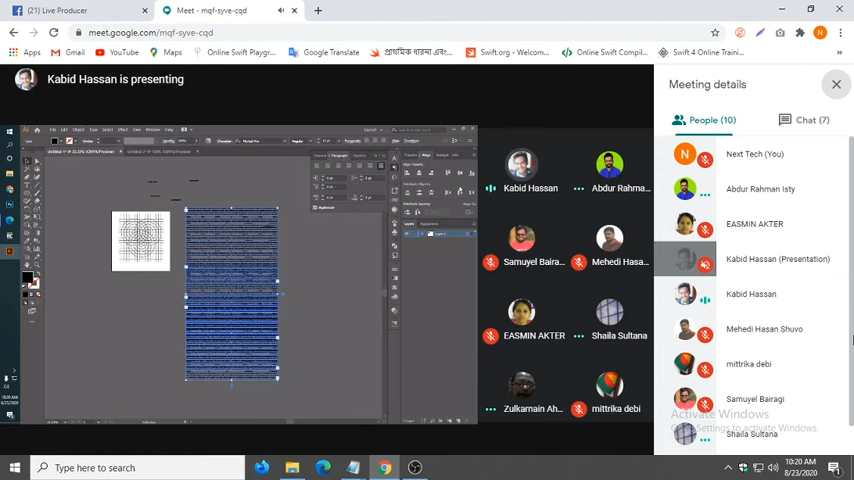 (21) Live Producer
Meet - mqf-syve-cqd
meet.google.com/mqf-syve-cqd
Apps
Gmail
YouTube
Maps
Online Swift Playgr...
Google Translate
প্রাথমিক ধারনা এবং...
Swift.org - Welcom...
Online Swift Compil...
Swift 4 Online Traini...
Kabid Hassan is presenting
Meeting details
People (10)
Chat (7)
Next Tech (You)
Abdur Rahman Isty
EASMIN AKTER
Kabid Hassan (Presentation)
Kabid Hassan
Mehedi Hasan Shuvo
mittrika debi
Samuyel Bairagi
Shaila Sultana
Kabid Hassan
Abdur Rahma...
Samuyel Baira...
Mehedi Hasa...
EASMIN AKTER
Shaila Sultana
Zulkarnain Ah...
mittrika debi
Activate Windows
Go to Settings to activate Windows.
Type here to search
10:20 AM
8/23/2020